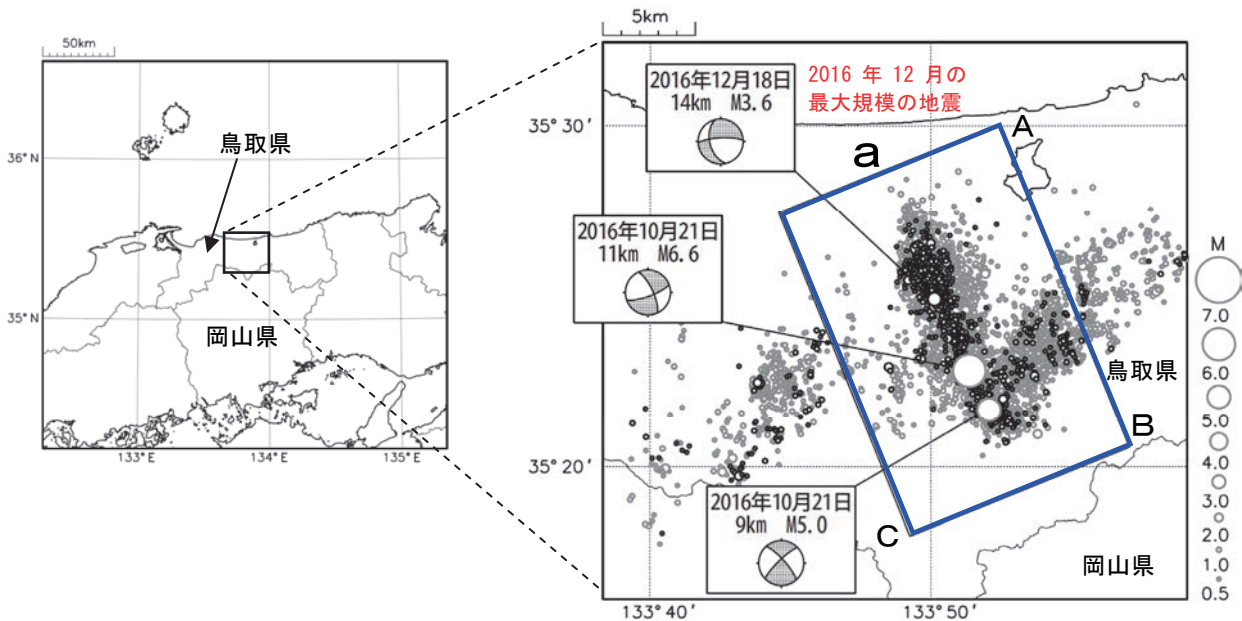 50km
36°N
35°N
133°E
134°E
135°E
鳥取県
岡山県
5km
2016年12月18日
14km M3.6
2016 年 12 月の
最大規模の地震
35°30′
A
a
2016年10月21日
11km M6.6
鳥取県
B
35°20′
C
2016年10月21日
9km M5.0
岡山県
133°40′
133°50′
M
7.0
6.0
5.0
4.0
3.0
2.0
1.0
0.5